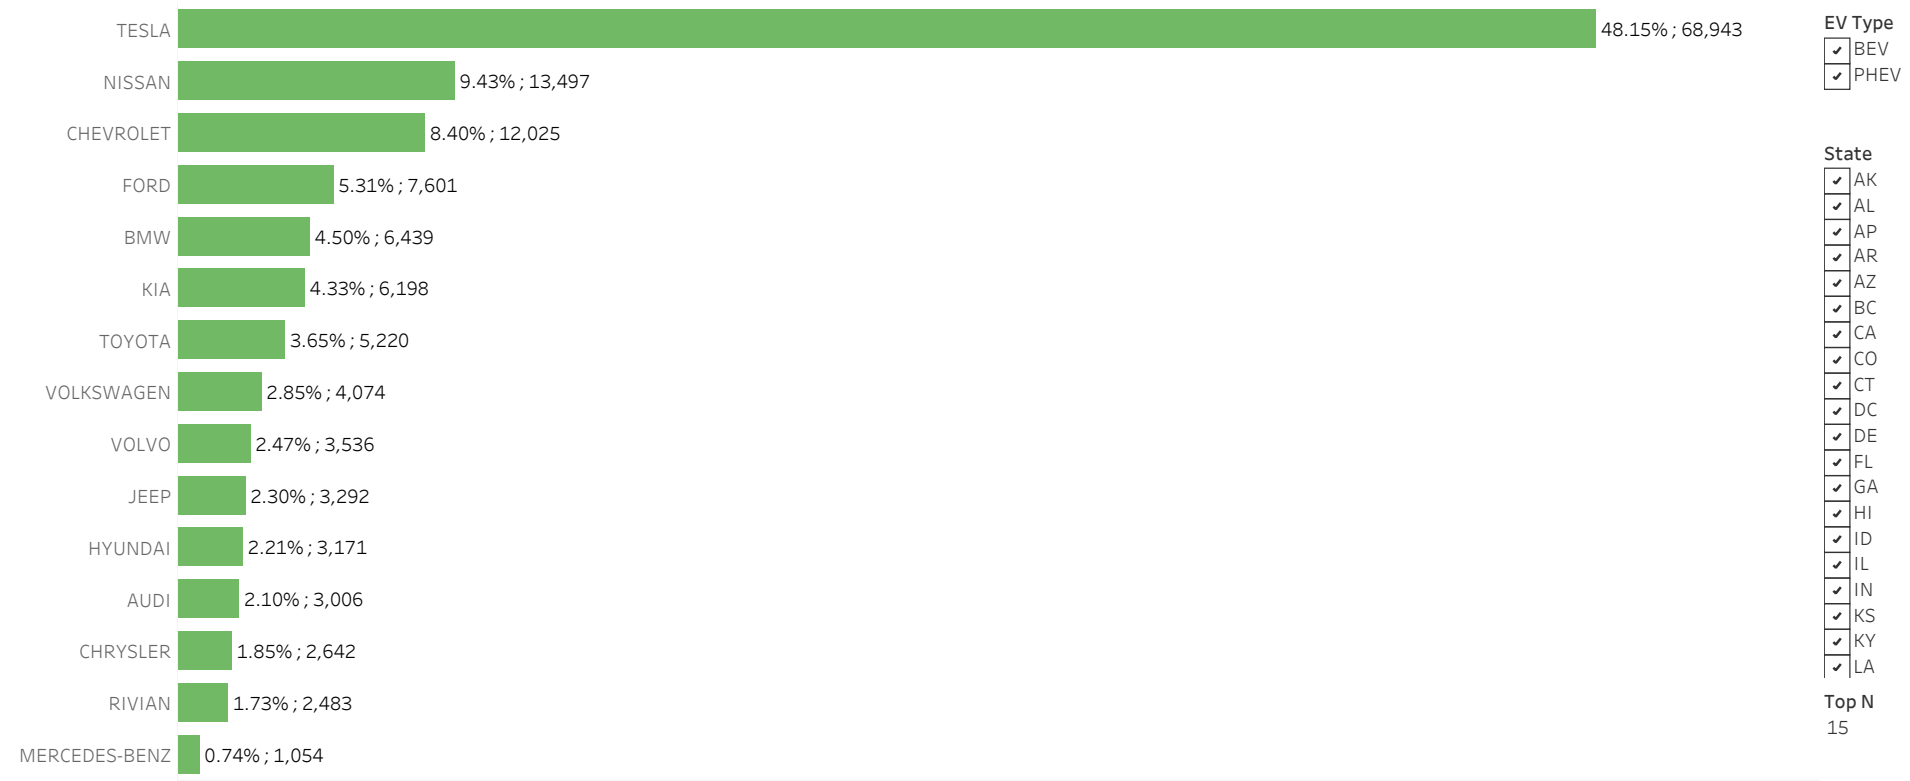 TESLA 48.15% ; 68,943
NISSAN 9.43% ; 13,497
CHEVROLET 8.40% ; 12,025
FORD 5.31% ; 7,601
BMW 4.50% ; 6,439
KIA 4.33% ; 6,198
TOYOTA 3.65% ; 5,220
VOLKSWAGEN 2.85% ; 4,074
VOLVO 2.47% ; 3,536
JEEP 2.30% ; 3,292
HYUNDAI 2.21% ; 3,171
AUDI 2.10% ; 3,006
CHRYSLER 1.85% ; 2,642
RIVIAN 1.73% ; 2,483
MERCEDES-BENZ 0.74% ; 1,054
EV Type
BEV
PHEV
State
AK
AL
AP
AR
AZ
BC
CA
CO
CT
DC
DE
FL
GA
HI
ID
IL
IN
KS
KY
LA
Top N
15